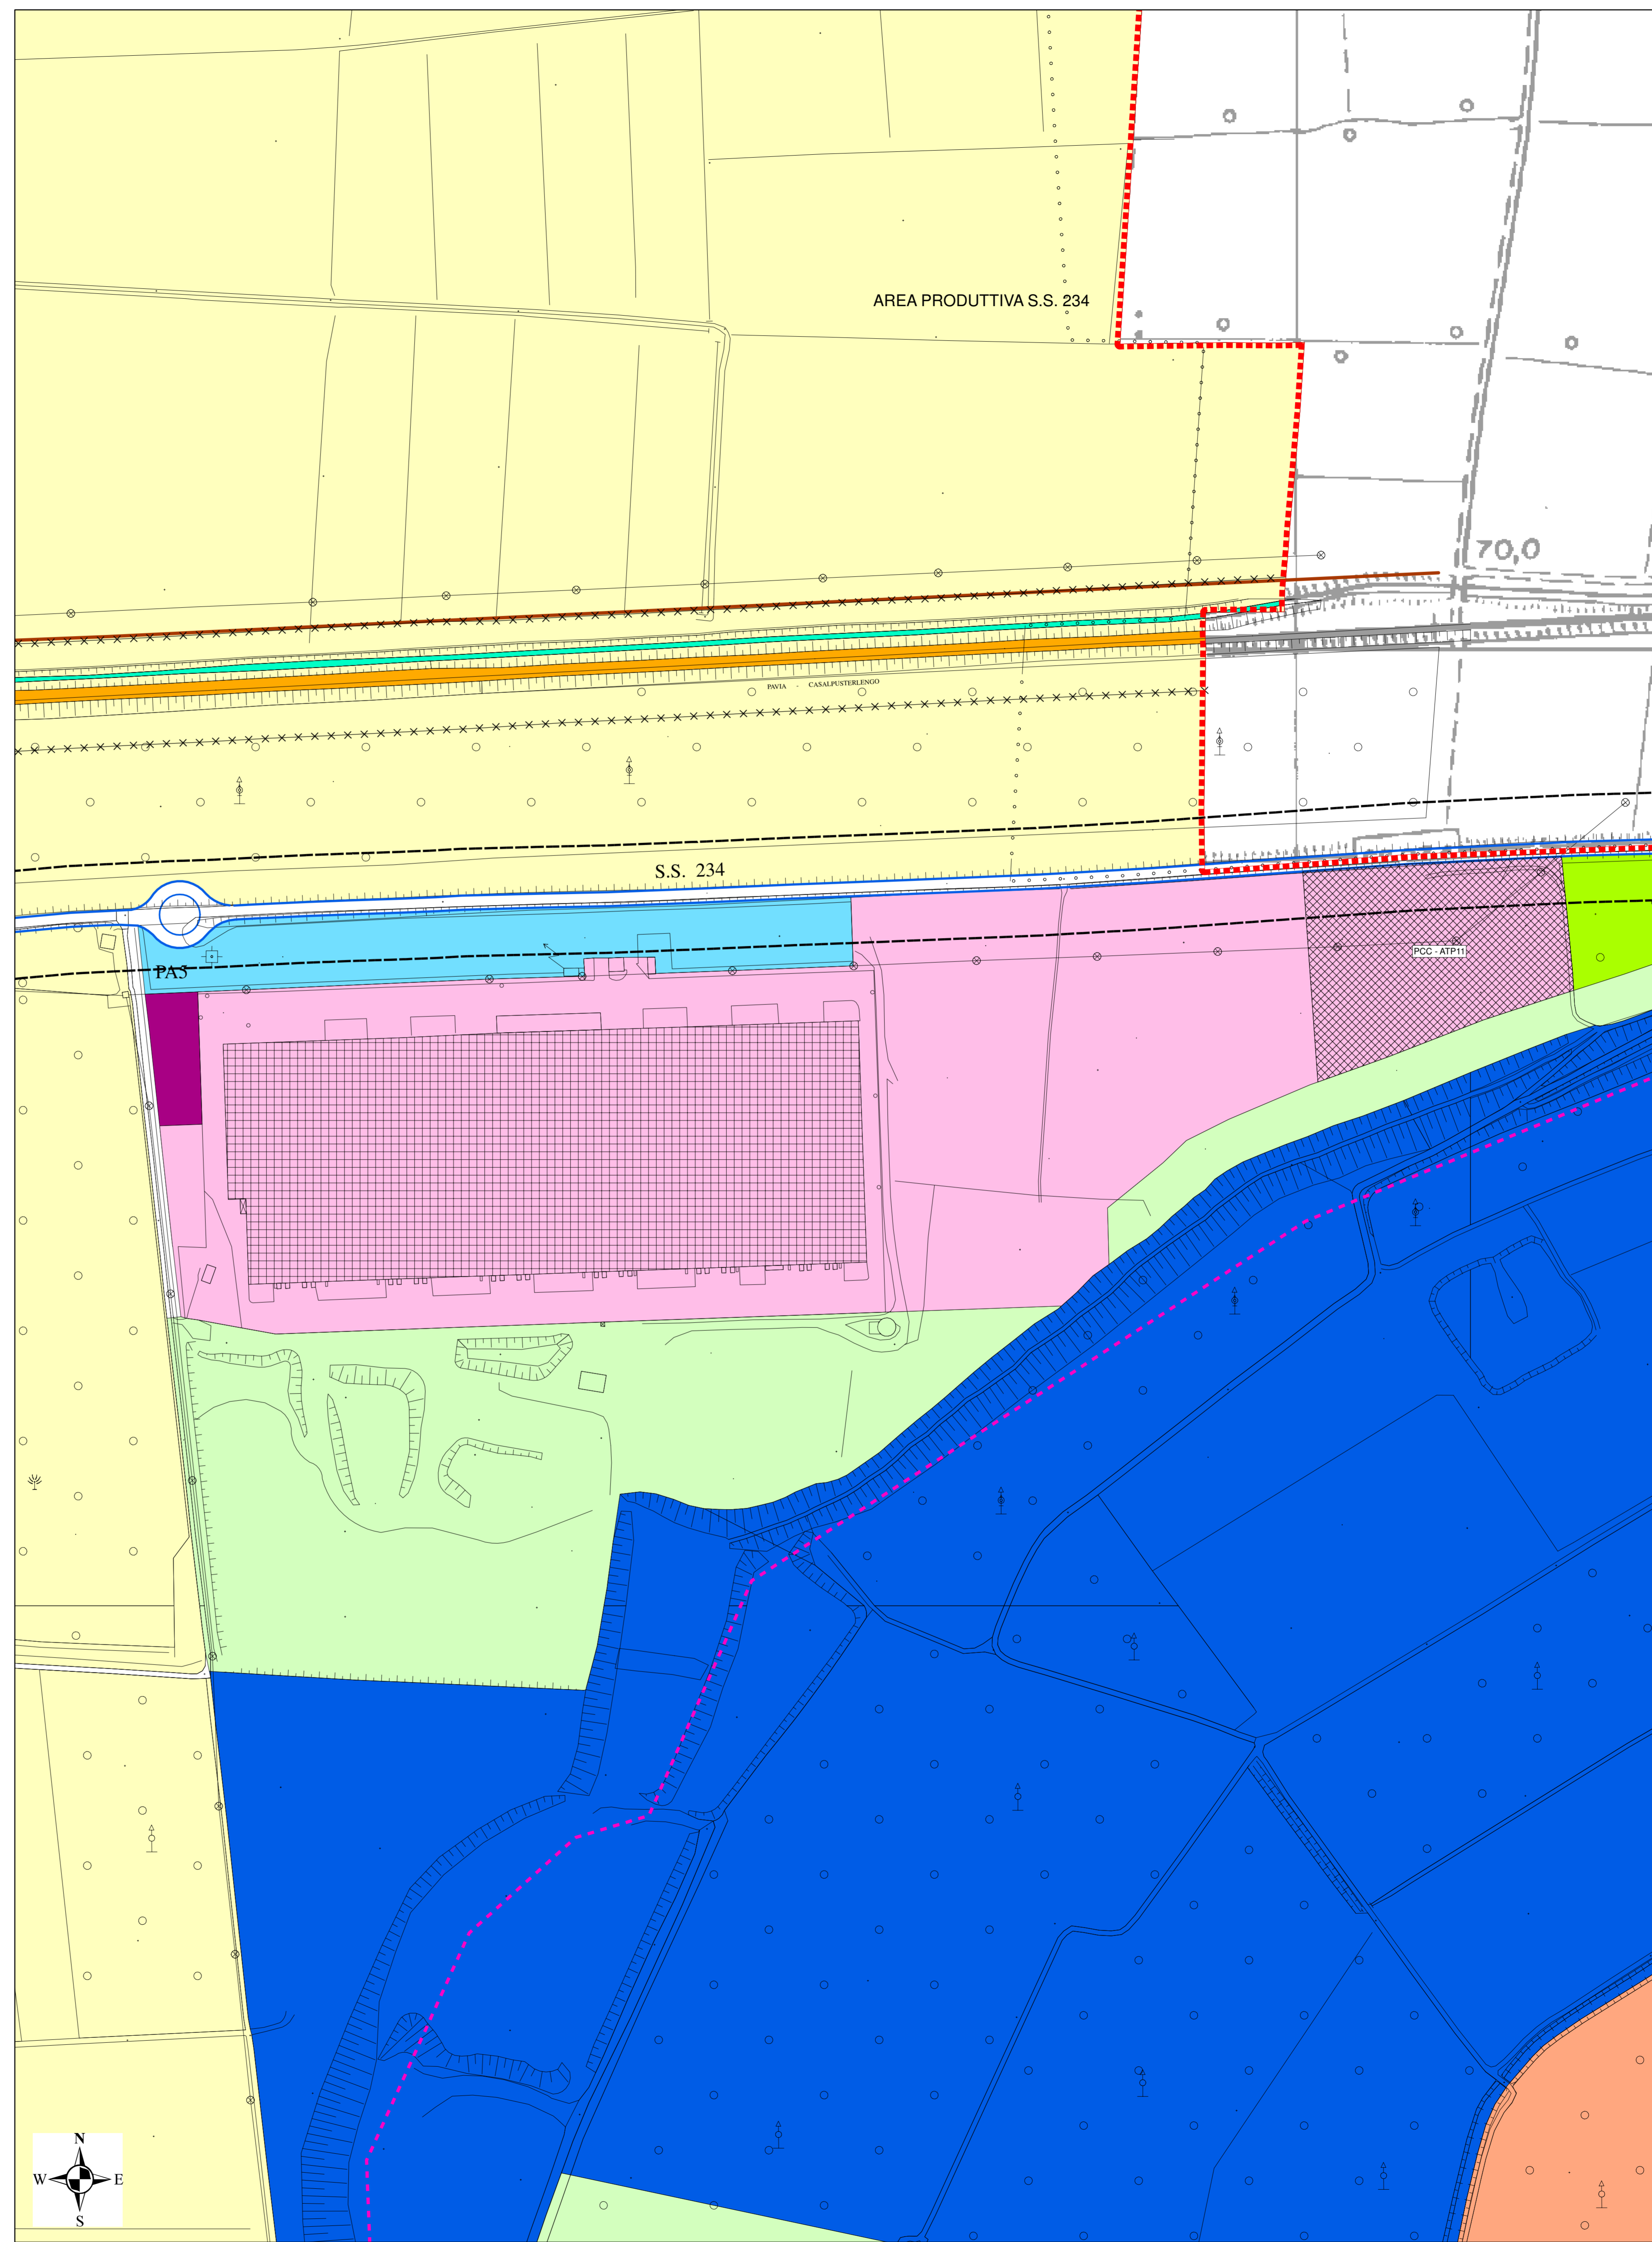 AREA PRODUTTIVA S.S. 234
70,0
PAVIA - CASALPUSTERLENGO
S.S. 234
PCC - ATP11
PA5
N
W E
S